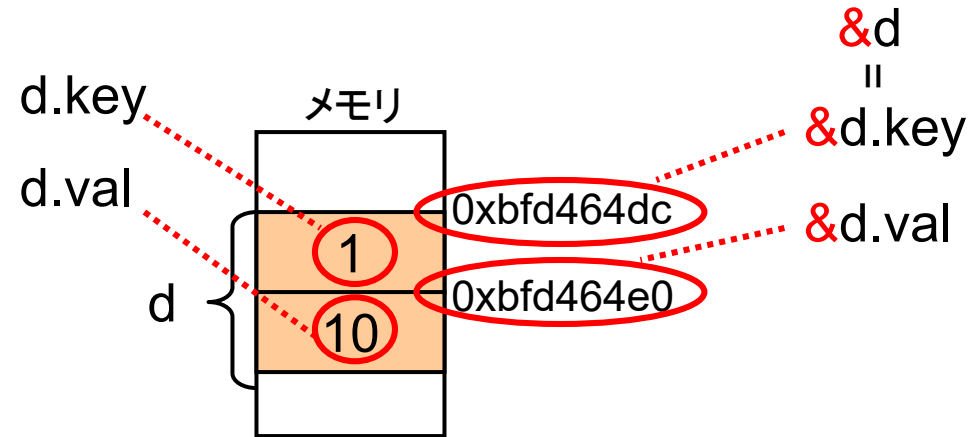 &d
=
&d.key
&d.val
d.key
d.val
メモリ
0xbfd464dc
1
0xbfd464e0
10
d